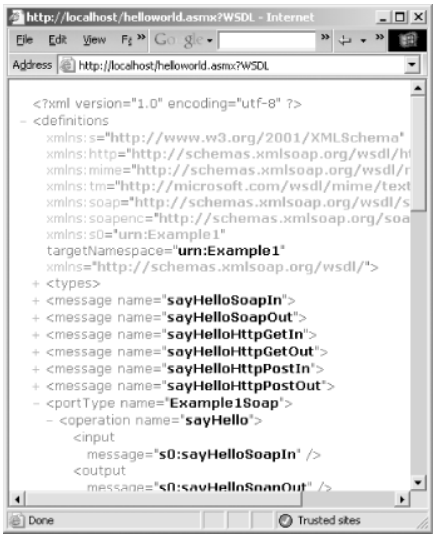 http://localhost/helloworld.asmx?WSDL - Internet
File Edit View » Google »
Address http://localhost/helloworld.asmx?WSDL
<?xml version="1.0" encoding="utf-8" ?>
- <definitions
xmlns:s="http://www.w3.org/2001/XMLSchema"
xmlns:http="http://schemas.xmlsoap.org/wsdl/
xmlns:mime="http://schemas.xmlsoap.org/wsdl/
xmlns:tm="http://microsoft.com/wsdl/mime/text
xmlns:soap="http://schemas.xmlsoap.org/wsdl/s
xmlns:soapenc="http://schemas.xmlsoap.org/soa
xmlns:s0="urn:Example1"
targetNamespace="urn:Example1"
xmlns="http://schemas.xmlsoap.org/wsdl/">
+ <types>
+ <message name="sayHelloSoapIn">
+ <message name="sayHelloSoapOut">
+ <message name="sayHelloHttpGetIn">
+ <message name="sayHelloHttpGetOut">
+ <message name="sayHelloHttpPostIn">
+ <message name="sayHelloHttpPostOut">
- <portType name="Example1Soap">
- <operation name="sayHello">
<input
message="s0:sayHelloSoapIn" />
<output
message="s0:sayHelloSoapOut" />
Done Trusted sites